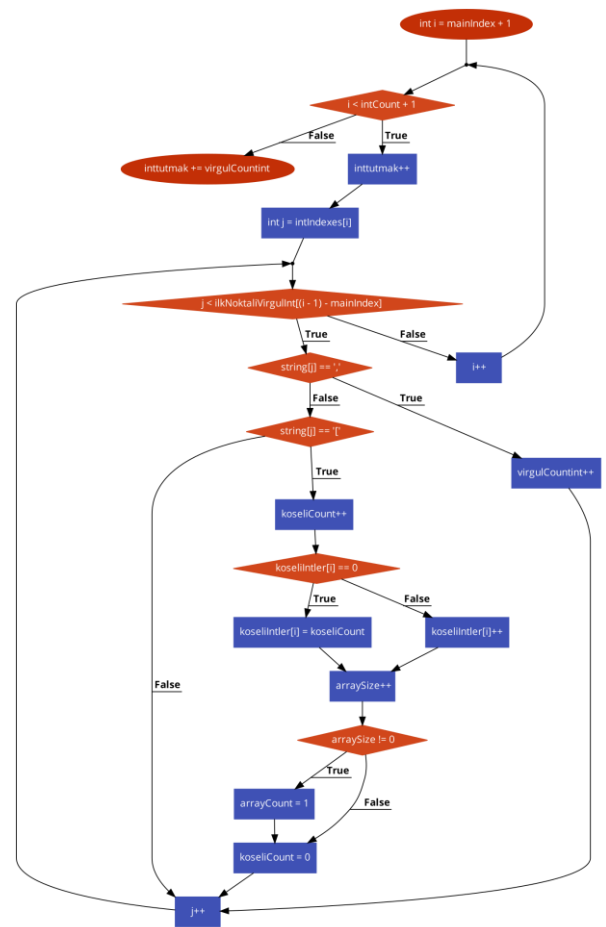 int i = mainIndex + 1
i < intCount + 1
False
True
inttutmak += virgulCountint
inttutmak++
int j = intIndexes[i]
j < ilkNoktaliVirgulInt[(i - 1) - mainIndex]
True
False
string[j] == ','
i++
False
True
string[j] == '['
virgulCountint++
True
koseliCount++
koseliIntler[i] == 0
True
False
koseliIntler[i] = koseliCount
koseliIntler[i]++
False
arraySize++
arraySize != 0
True
False
arrayCount = 1
koseliCount = 0
j++